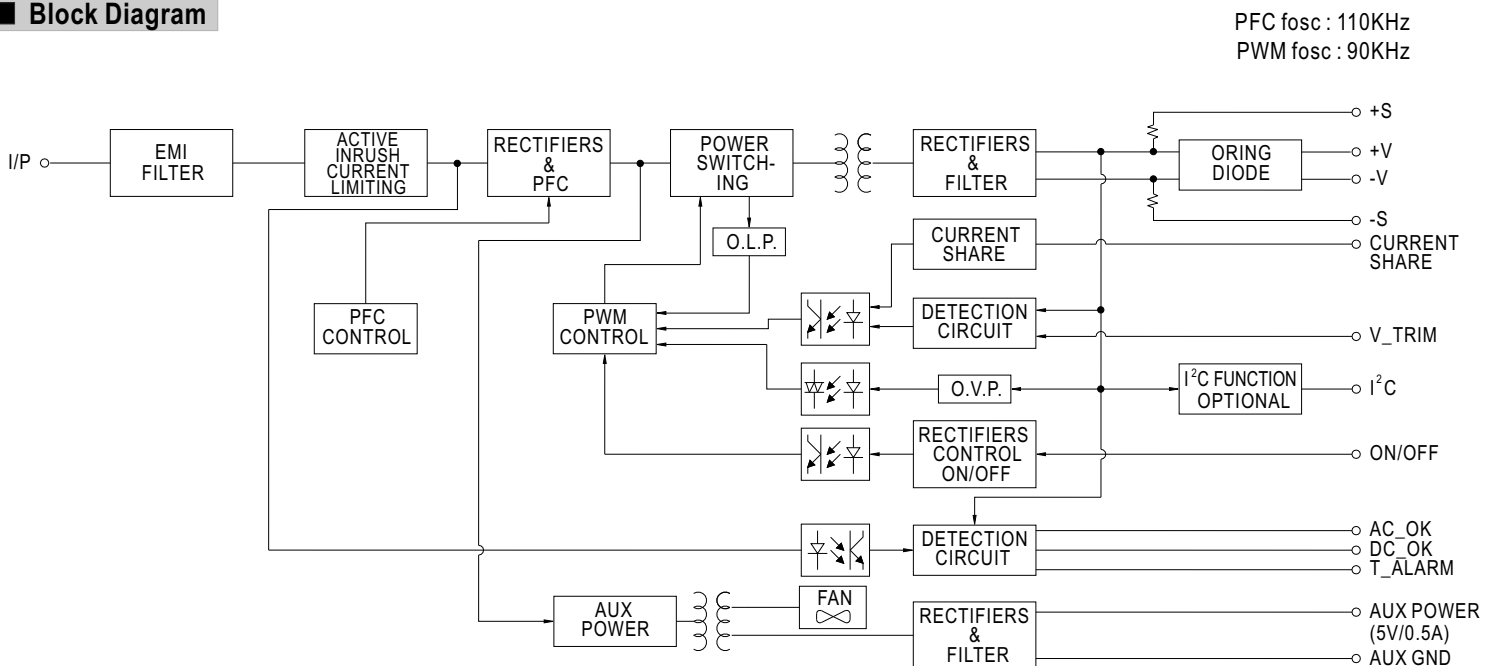 Block Diagram
PFC fosc : 110KHz
PWM fosc : 90KHz
I/P
EMI
FILTER
ACTIVE
INRUSH
CURRENT
LIMITING
RECTIFIERS
&
PFC
POWER
SWITCH-
ING
RECTIFIERS
&
FILTER
ORING
DIODE
+S
+V
-V
-S
O.L.P.
CURRENT
SHARE
CURRENT
SHARE
PFC
CONTROL
PWM
CONTROL
DETECTION
CIRCUIT
V_TRIM
O.V.P.
I²C FUNCTION
OPTIONAL
I²C
RECTIFIERS
CONTROL
ON/OFF
ON/OFF
DETECTION
CIRCUIT
AC_OK
DC_OK
T_ALARM
AUX
POWER
FAN
RECTIFIERS
&
FILTER
AUX POWER
(5V/0.5A)
AUX GND